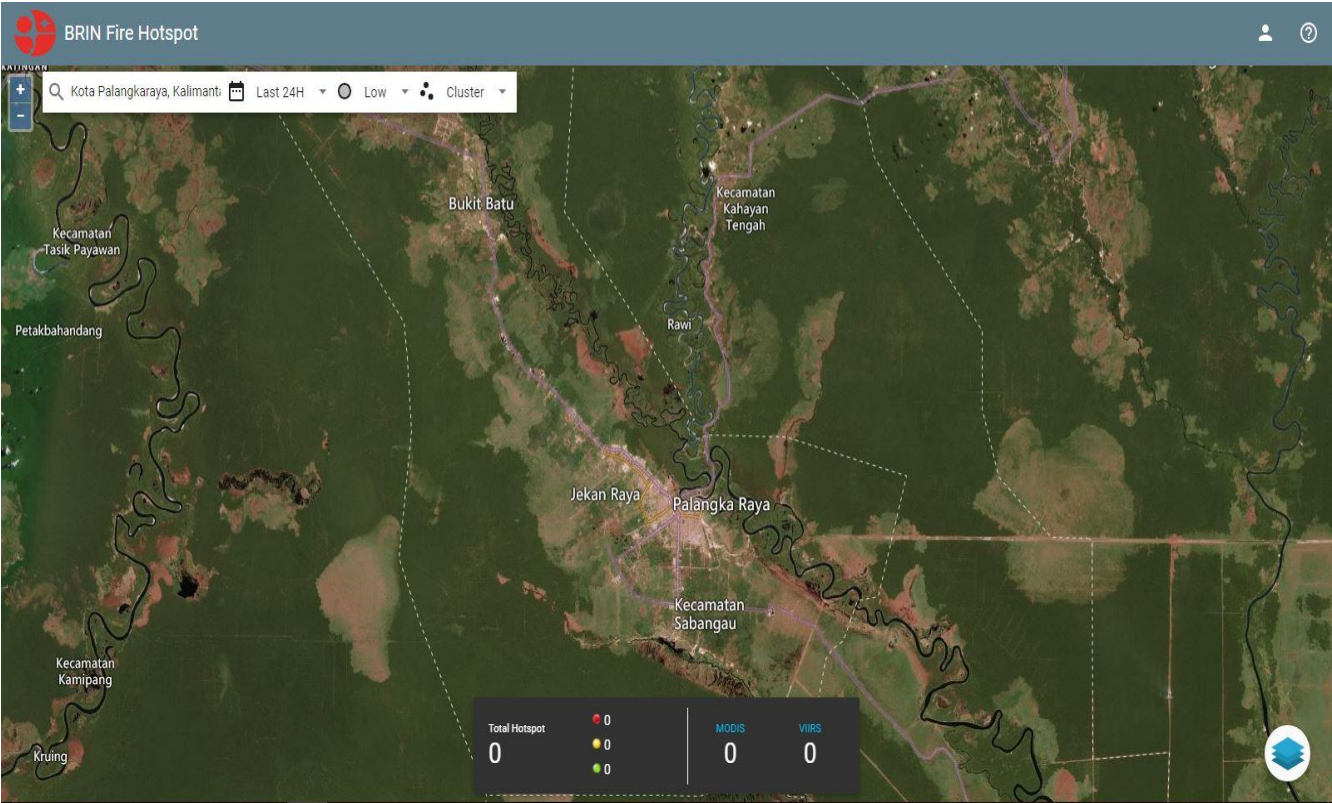 BRIN Fire Hotspot
KATINGAN
+
-
Kota Palangkaraya, Kalimanta
Last 24H
Low
Cluster
Bukit Batu
Kecamatan
Kahayan
Tengah
Kecamatan
Tasik Payawan
Petakbahandang
Rawi
Jekan Raya
Palangka Raya
Kecamatan
Sabangau
Kecamatan
Kamipang
Kruing
Total Hotspot
0
0
0
0
MODIS
0
VIIRS
0